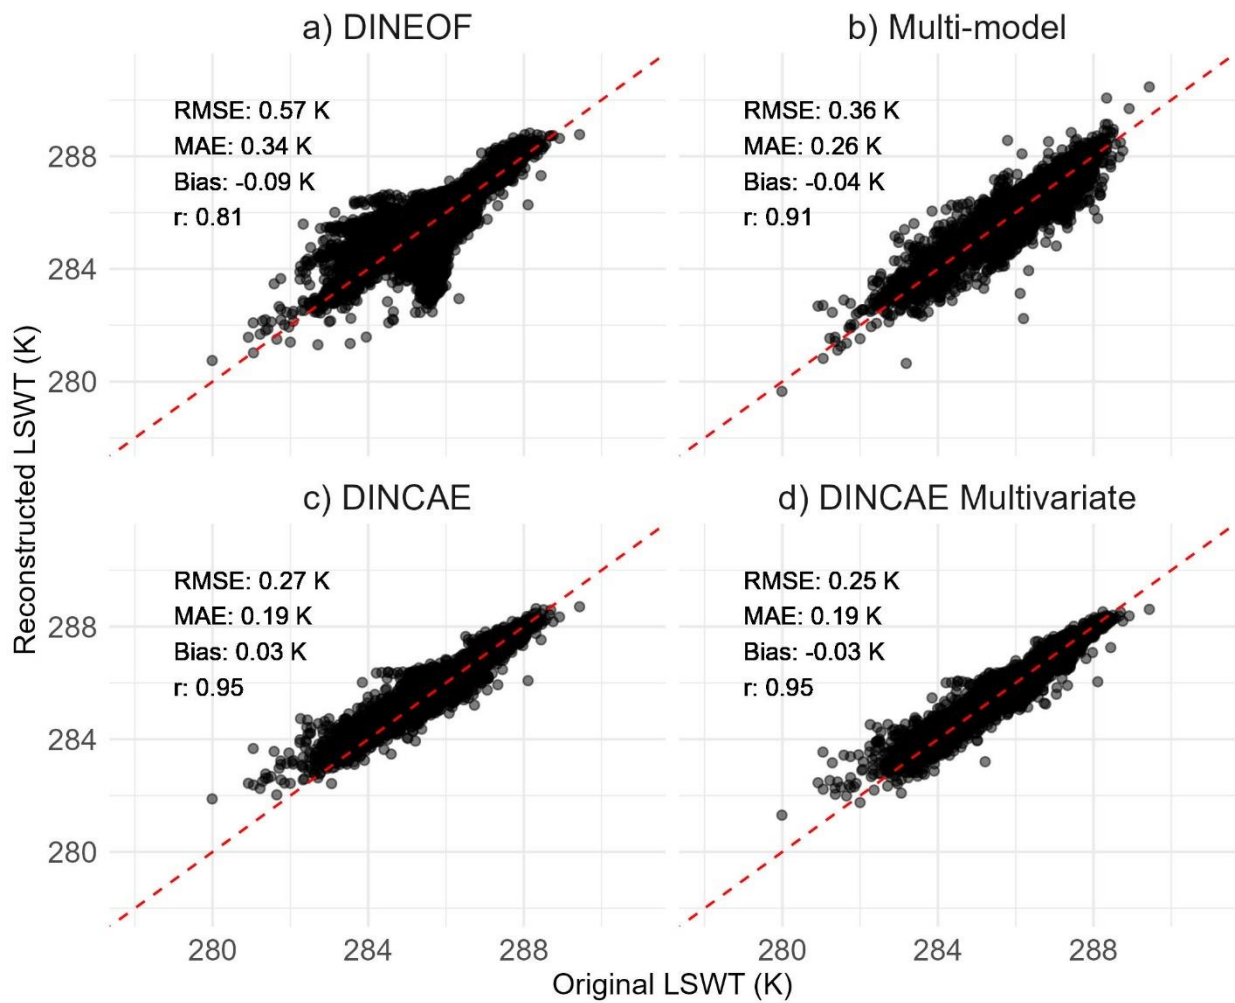 a) DINEOF
b) Multi-model
RMSE: 0.57 K
MAE: 0.34 K
Bias: -0.09 K
r: 0.81
RMSE: 0.36 K
MAE: 0.26 K
Bias: -0.04 K
r: 0.91
288
284
280
c) DINCAE
d) DINCAE Multivariate
RMSE: 0.27 K
MAE: 0.19 K
Bias: 0.03 K
r: 0.95
RMSE: 0.25 K
MAE: 0.19 K
Bias: -0.03 K
r: 0.95
288
284
280
280 284 288
280 284 288
Reconstructed LSWT (K)
Original LSWT (K)